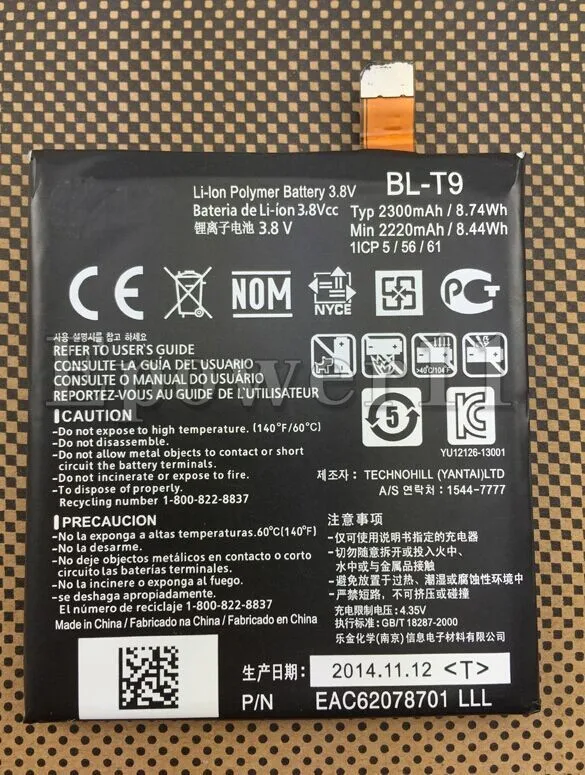 Li-Ion Polymer Battery 3.8V
Bateria de Li-íon 3,8Vcc
锂离子电池 3.8 V
BL-T9
Typ 2300mAh / 8.74Wh
Min 2220mAh / 8.44Wh
1ICP 5 / 56 / 61
CE
NOM
NYCE
사용 설명서를 참고 하세요
REFER TO USER'S GUIDE
CONSULTE LA GUÍA DEL USUARIO
CONSULTE O MANUAL DO USUÁRIO
REPORTEZ-VOUS AU GUIDE DE L'UTILISATEUR
>40°C/104°F
CAUTION
-Do not expose to high temperature. (140°F/60°C)
-Do not disassemble.
-Do not allow metal objects to contact or short
circuit the battery terminals.
-Do not incinerate or expose to fire.
-To dispose of properly.
Recycling number 1-800-822-8837
5
YU12126-13001
제조자 : TECHNOHILL (YANTAI)LTD
A/S 연락처 : 1544-7777
PRECAUCION
-No la exponga a altas temperaturas.60°C(140°F)
-No la desarme.
-No deje objectos metálicos en contacto o corto
circuito las baterías terminales.
-No la incinere o exponga al fuego.
-se deshaga apropiadamente.
El número de reciclaje 1-800-822-8837
Made in China / Fabriqué en China / Fabricado en China
注意事项
-仅可使用说明书指定的充电器
-切勿随意拆开或投入火中、
水中或与金属品接触
-避免放置于过热、潮湿或腐蚀性环境中
-严禁短路，不可挤压或碰撞
充电限制电压: 4.35V
执行标准: GB/T 18287-2000
乐金化学(南京)信息电子材料有限公司
生产日期: 2014.11.12 <T>
P/N EAC62078701 LLL